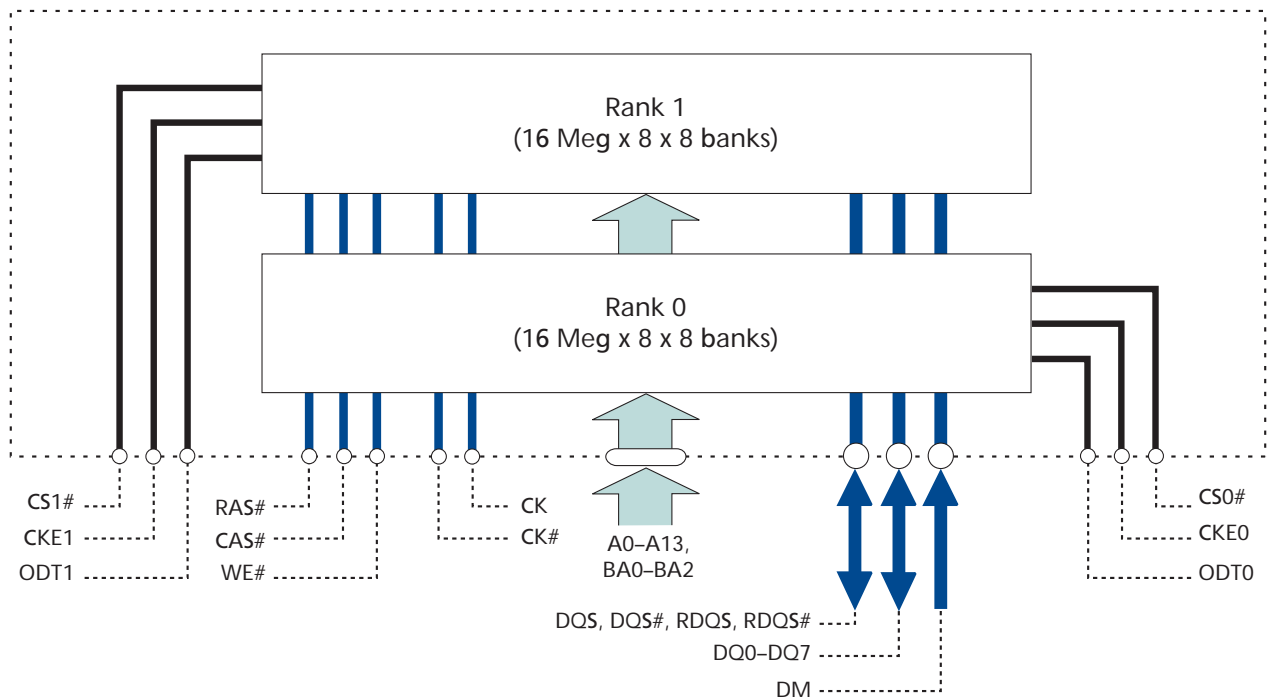 Rank 1
(16 Meg x 8 x 8 banks)
Rank 0
(16 Meg x 8 x 8 banks)
CS1#
CKE1
ODT1
RAS#
CAS#
WE#
CK
CK#
A0–A13,
BA0–BA2
CS0#
CKE0
ODT0
DQS, DQS#, RDQS, RDQS#
DQ0–DQ7
DM